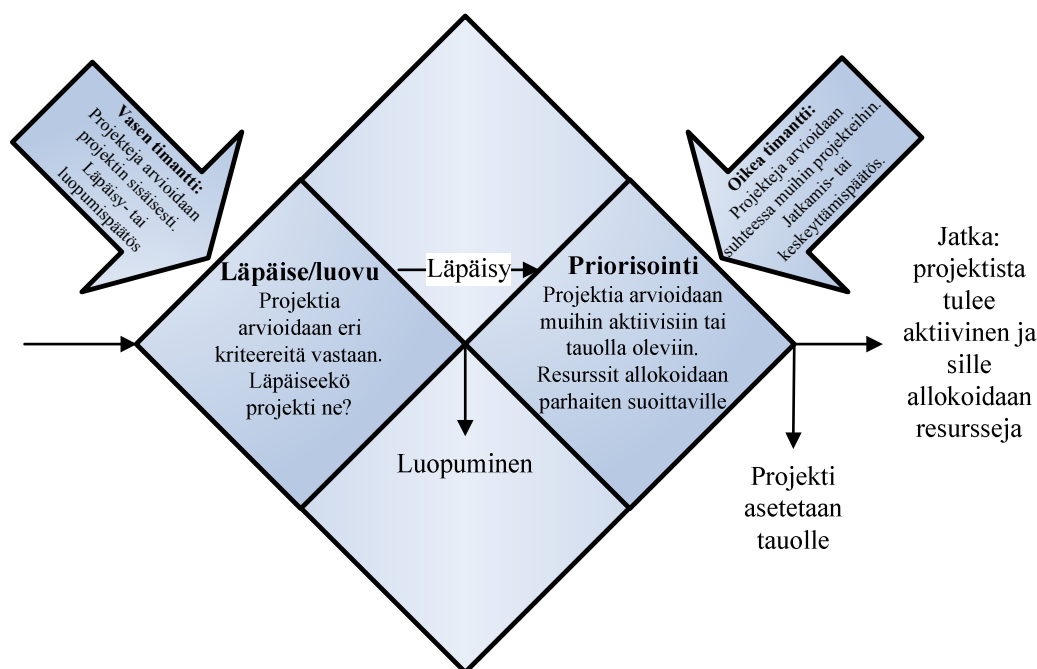 Vasen timantti:
Projekteja arvioidaan
projektin sisäisesti.
Läpäisy- tai
luopumispäätös
Oikea timantti:
Projekteja arvioidaan
suhteessa muihin projekteihin.
Jatkamis- tai
keskeyttämispäätös.
Läpäise/luovu
Projektia
arvioidaan eri
kriteereitä vastaan.
Läpäiseekö
projekti ne?
Läpäisy
Priorisointi
Projektia arvioidaan
muihin aktiivisiin tai
tauolla oleviin.
Resurssit allokoidaan
parhaiten suoittaville
Luopuminen
Projekti
asetetaan
tauolle
Jatka:
projektista
tulee
aktiivinen ja
sille
allokoidaan
resursseja